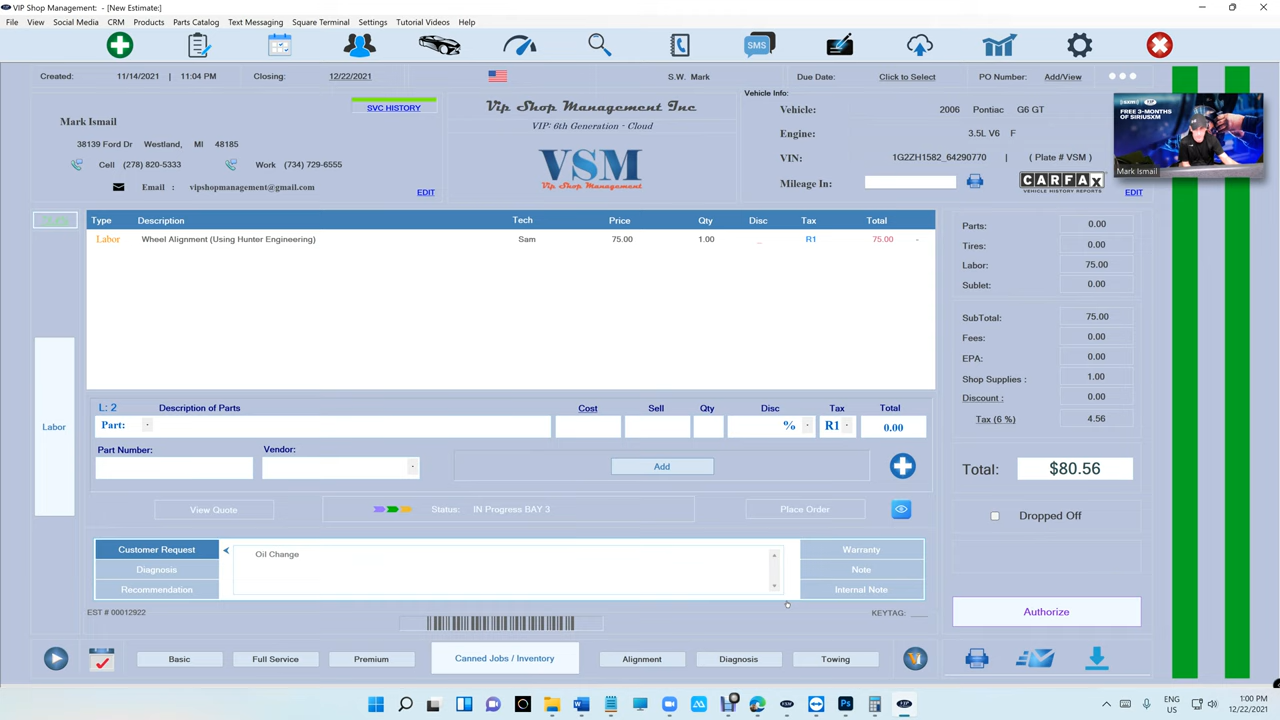 VIP Shop Management: - [New Estimate:]
File View Social Media CRM Products Parts Catalog Text Messaging Square Terminal Settings Tutorial Videos Help
SMS
Created: 11/14/2021 | 11:04 PM Closing: 12/22/2021 S.W. Mark Due Date: Click to Select PO Number: Add/View
SVC HISTORY
Mark Ismail
38139 Ford Dr Westland, MI 48185
Cell (278) 820-5333 Work (734) 729-6555
Email : vipshopmanagement@gmail.com
EDIT
Vip Shop Management Inc
VIP: 6th Generation - Cloud
VSM
Vip Shop Management
Vehicle Info:
Vehicle: 2006 Pontiac G6 GT
Engine: 3.5L V6 F
VIN: 1G2ZH1582_64290770 | ( Plate # VSM )
Mileage In:
CARFAX
VEHICLE HISTORY REPORTS
EDIT
FREE 3-MONTHS
OF SIRIUSXM
Mark Ismail
Type Description Tech Price Qty Disc Tax Total
Labor Wheel Alignment (Using Hunter Engineering) Sam 75.00 1.00 _ R1 75.00 -
Labor
Parts: 0.00
Tires: 0.00
Labor: 75.00
Sublet: 0.00
SubTotal: 75.00
Fees: 0.00
EPA: 0.00
Shop Supplies : 1.00
Discount : 0.00
Tax (6 %) 4.56
Total: $80.56
Dropped Off
Authorize
L: 2 Description of Parts Cost Sell Qty Disc Tax Total
Part: % R1 0.00
Part Number: Vendor:
Add
View Quote Status: IN Progress BAY 3 Place Order
Customer Request Oil Change Warranty
Diagnosis Note
Recommendation Internal Note
EST # 00012922 KEYTAG: ___
Basic Full Service Premium Canned Jobs / Inventory Alignment Diagnosis Towing
ENG
US
1:00 PM
12/22/2021